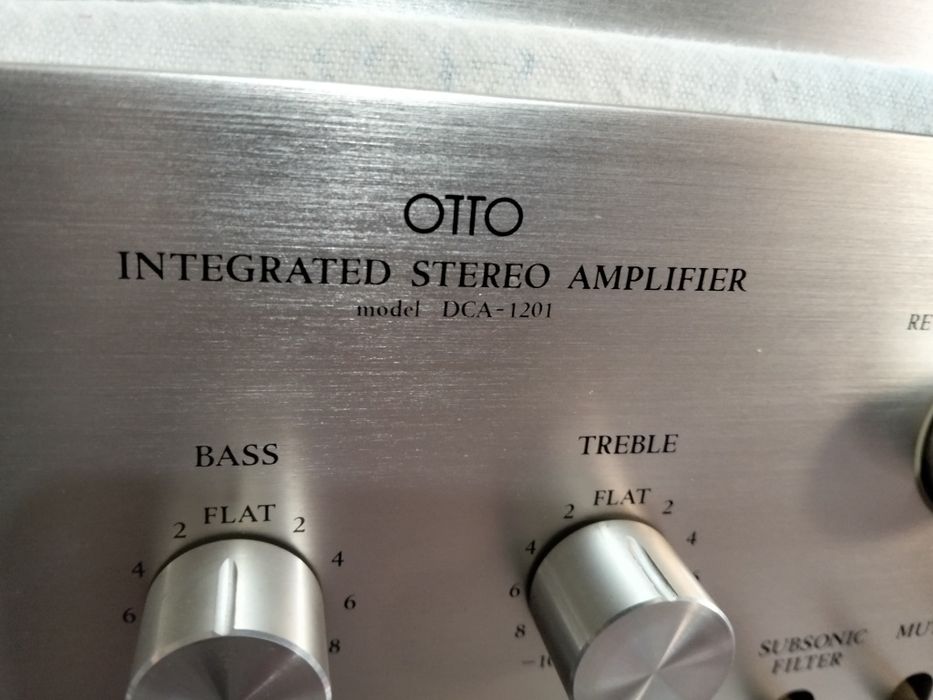 OTTO
INTEGRATED STEREO AMPLIFIER
model DCA-1201
BASS
TREBLE
2 FLAT 2
4 4
6 6
8
2 FLAT 2
4 4
6
8
SUBSONIC
FILTER